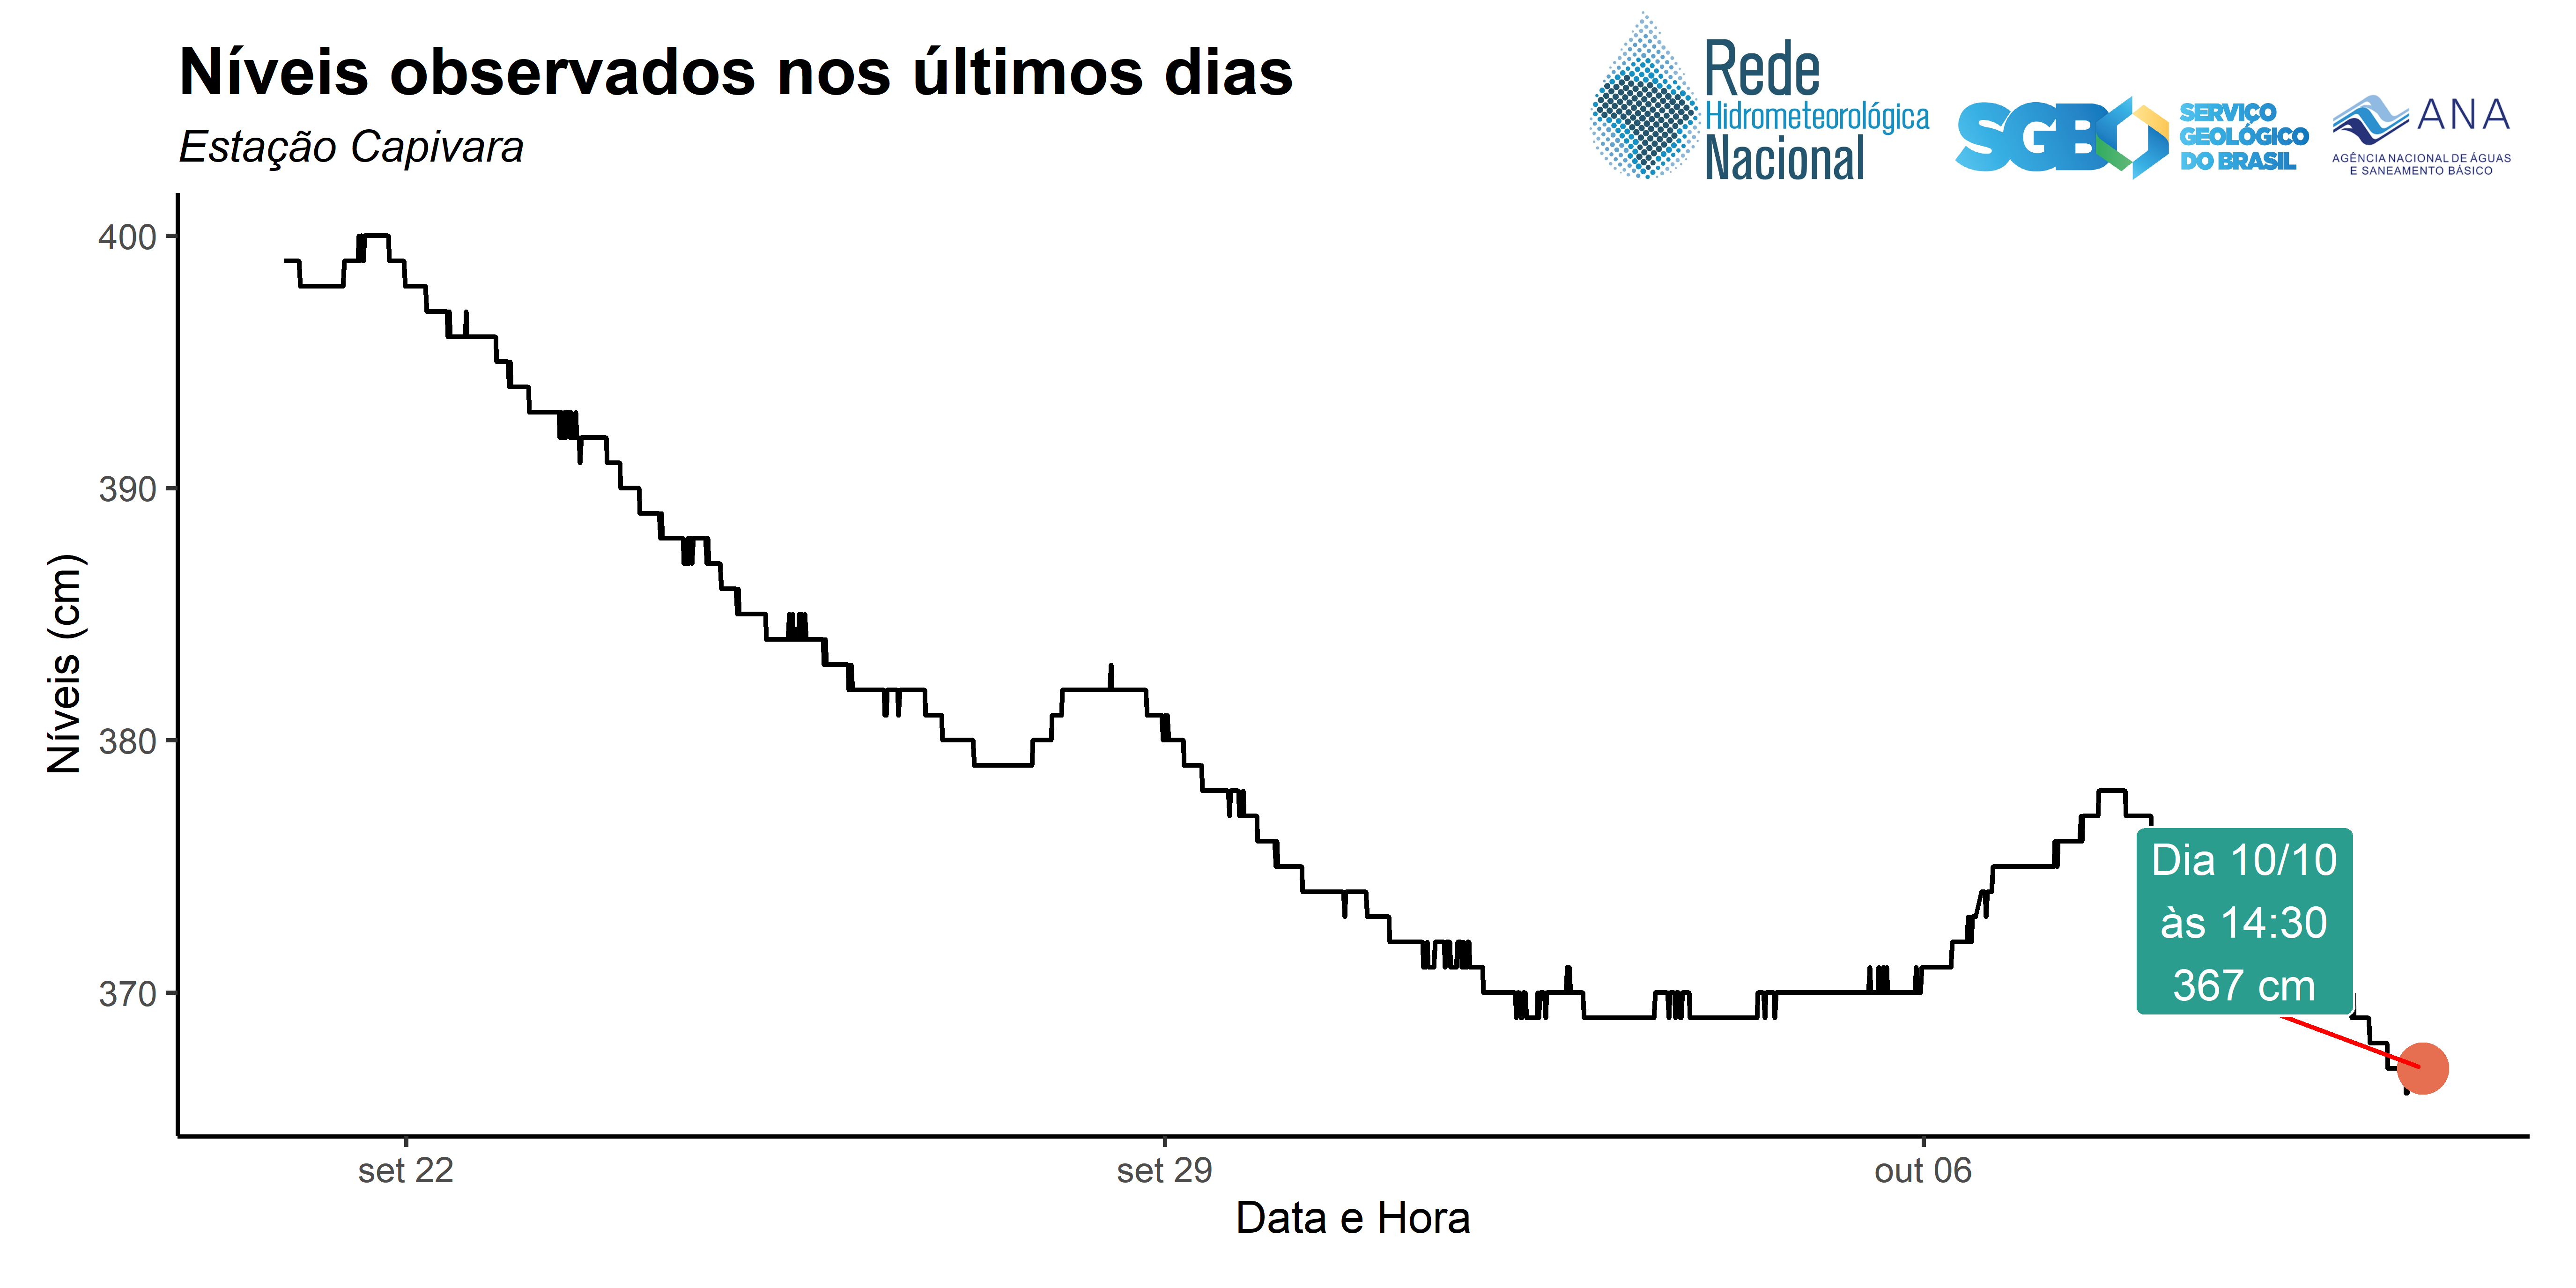 Níveis observados nos últimos dias
Estação Capivara
Rede
Hidrometeorológica
Nacional
SGB
SERVIÇO
GEOLÓGICO
DO BRASIL
ANA
AGÊNCIA NACIONAL DE ÁGUAS
E SANEAMENTO BÁSICO
Níveis (cm)
400
390
380
370
Dia 10/10
às 14:30
367 cm
set 22
set 29
out 06
Data e Hora